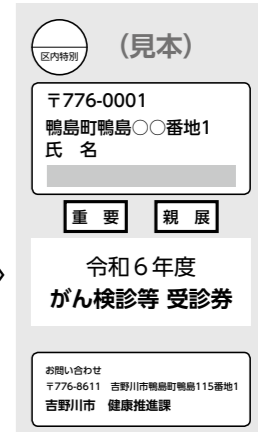 区内特別
（見本）
〒776-0001
鴨島町鴨島○○番地1
氏　名
重　要　親　展
令和６年度
がん検診等 受診券
お問い合わせ
〒776-8611　吉野川市鴨島町鴨島115番地1
吉野川市　健康推進課